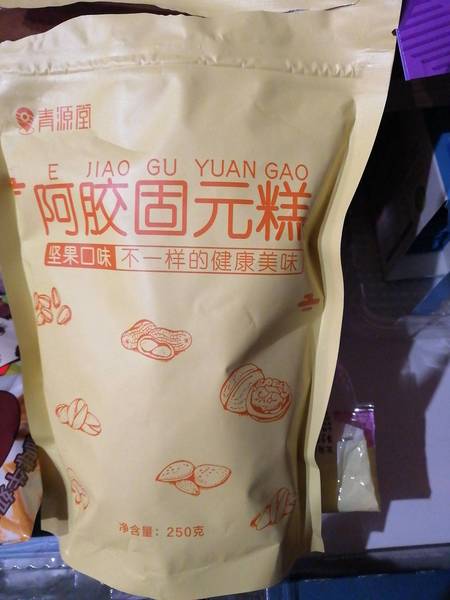 青源堂
E JIAO GU YUAN GAO
阿胶固元糕
坚果口味 不一样的健康美味
净含量：250克